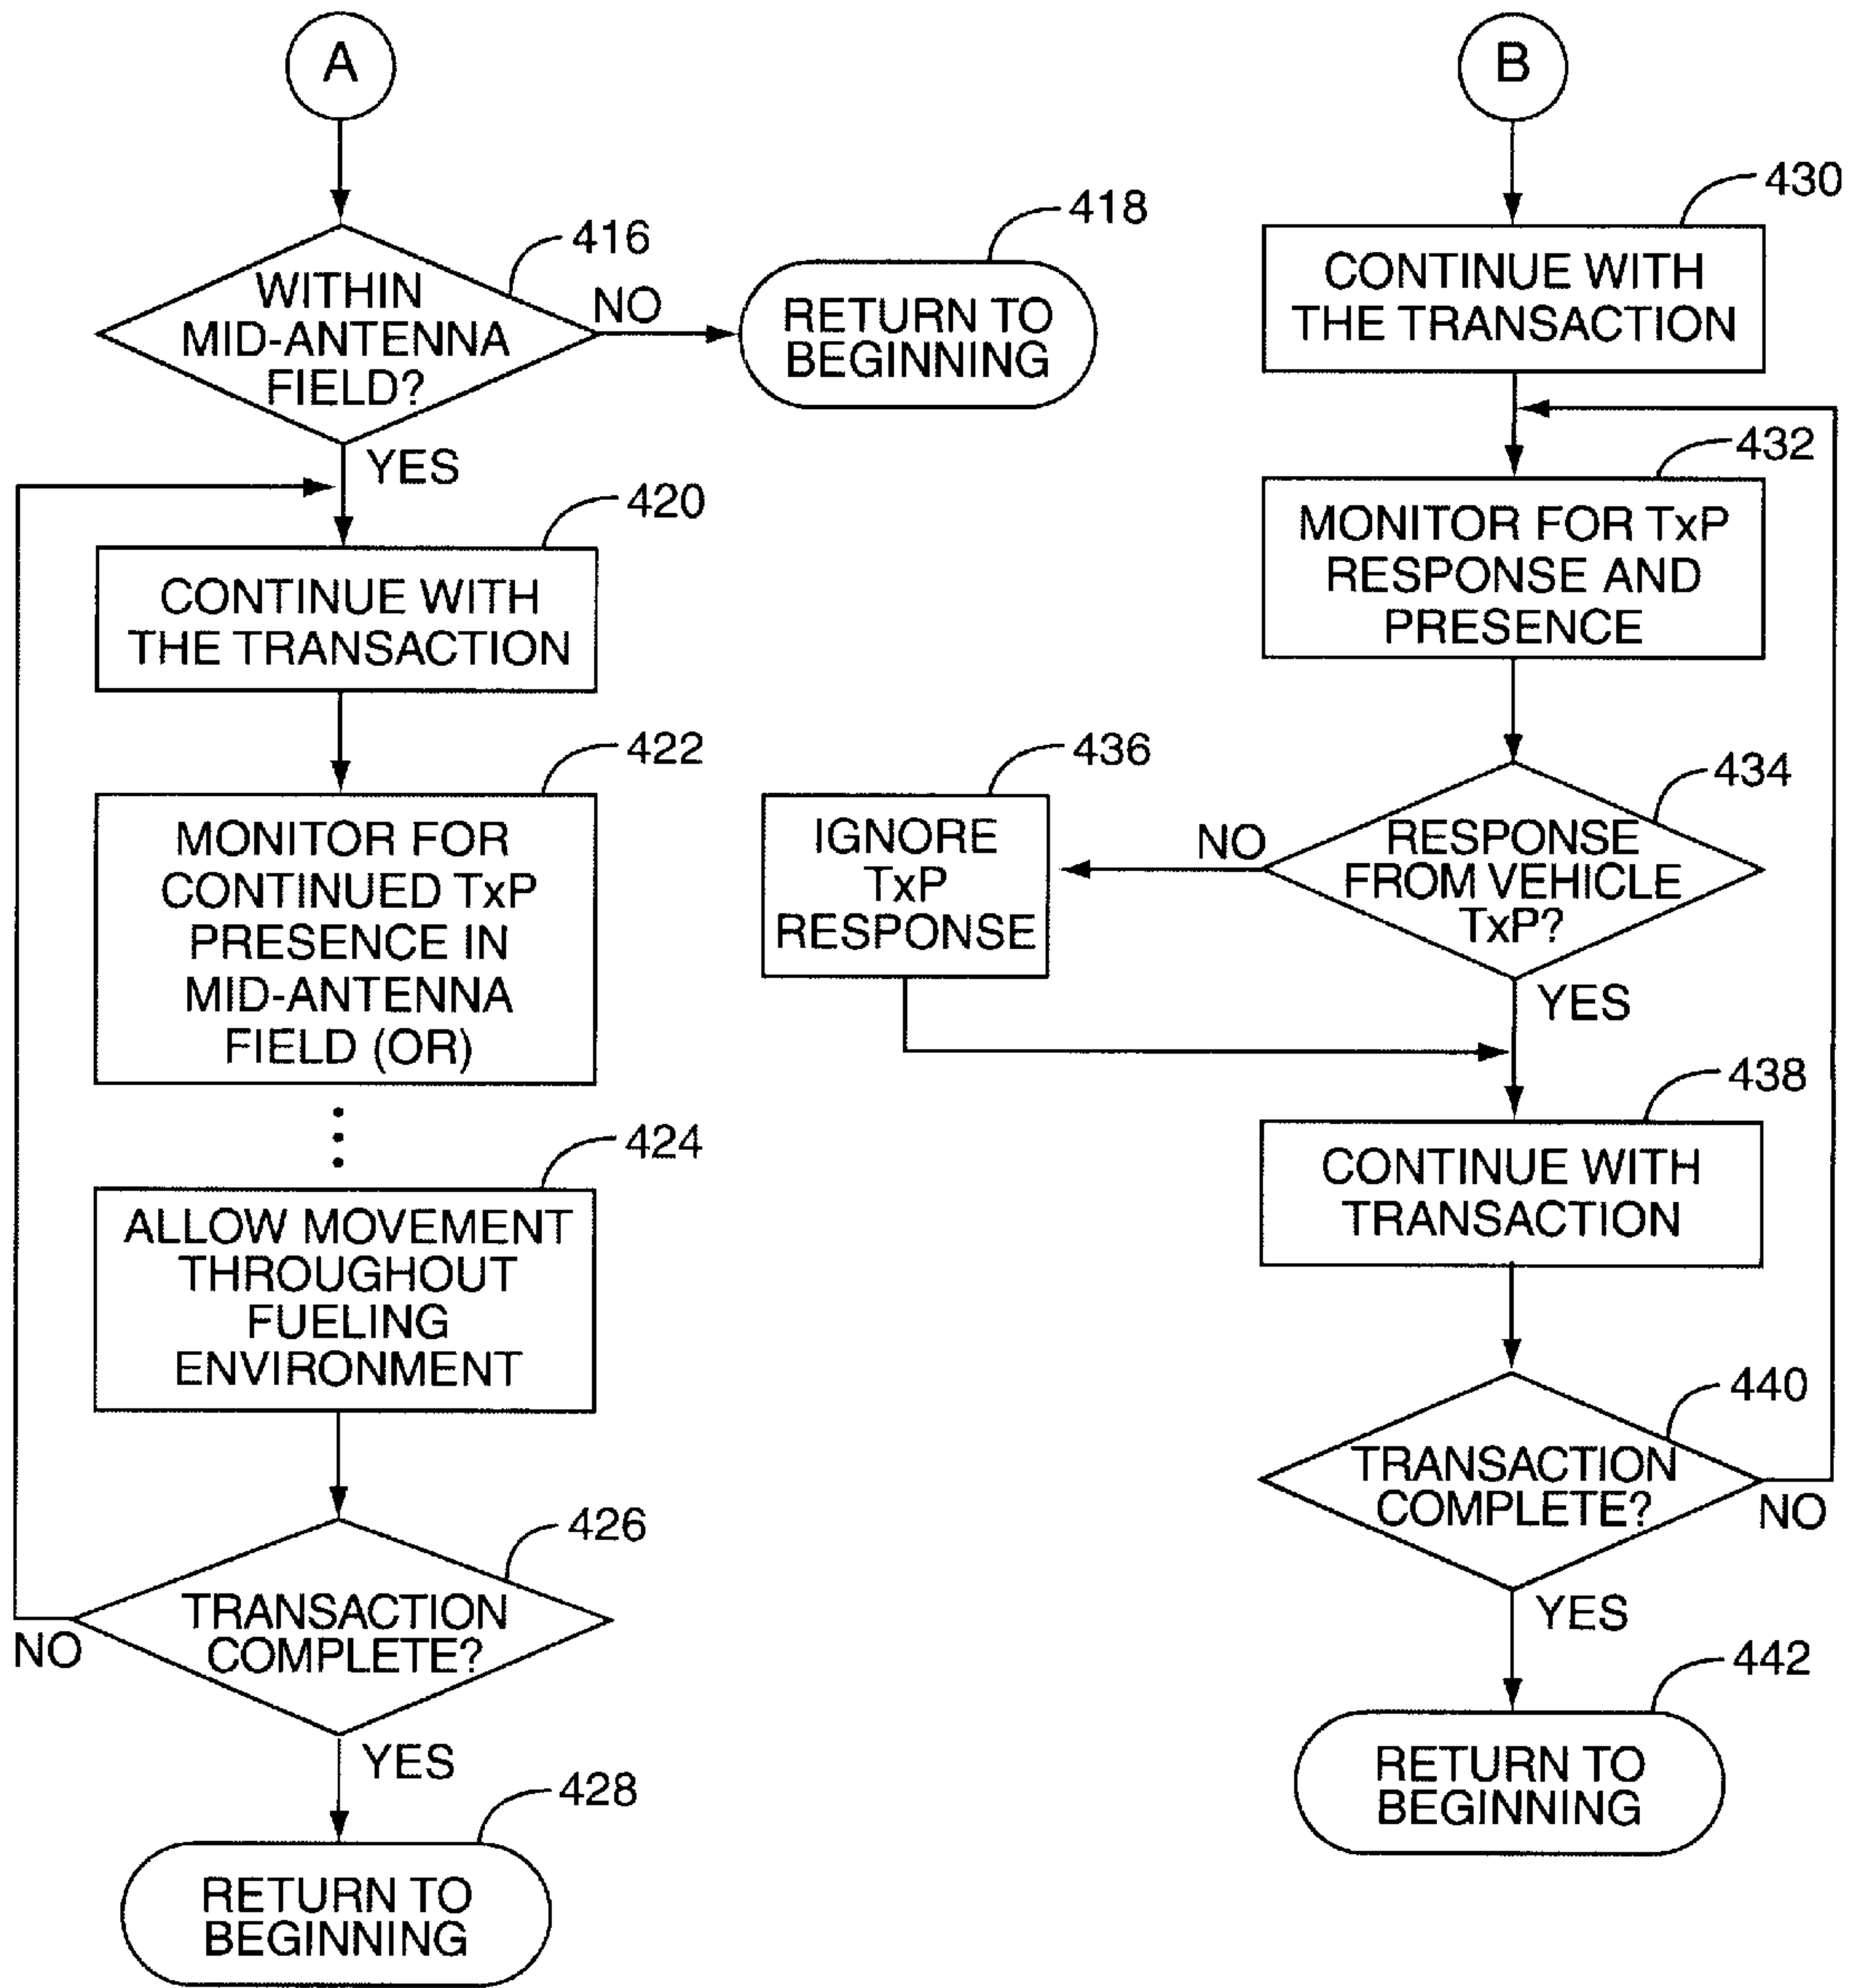 A
416
WITHIN
MID-ANTENNA
FIELD?
NO
418
RETURN TO
BEGINNING
YES
420
CONTINUE WITH
THE TRANSACTION
422
MONITOR FOR
CONTINUED TxP
PRESENCE IN
MID-ANTENNA
FIELD (OR)
424
ALLOW MOVEMENT
THROUGHOUT
FUELING
ENVIRONMENT
426
TRANSACTION
COMPLETE?
NO
YES
428
RETURN TO
BEGINNING
B
430
CONTINUE WITH
THE TRANSACTION
432
MONITOR FOR TxP
RESPONSE AND
PRESENCE
434
RESPONSE
FROM VEHICLE
TxP?
NO
436
IGNORE
TxP
RESPONSE
YES
438
CONTINUE WITH
TRANSACTION
440
TRANSACTION
COMPLETE?
NO
YES
442
RETURN TO
BEGINNING